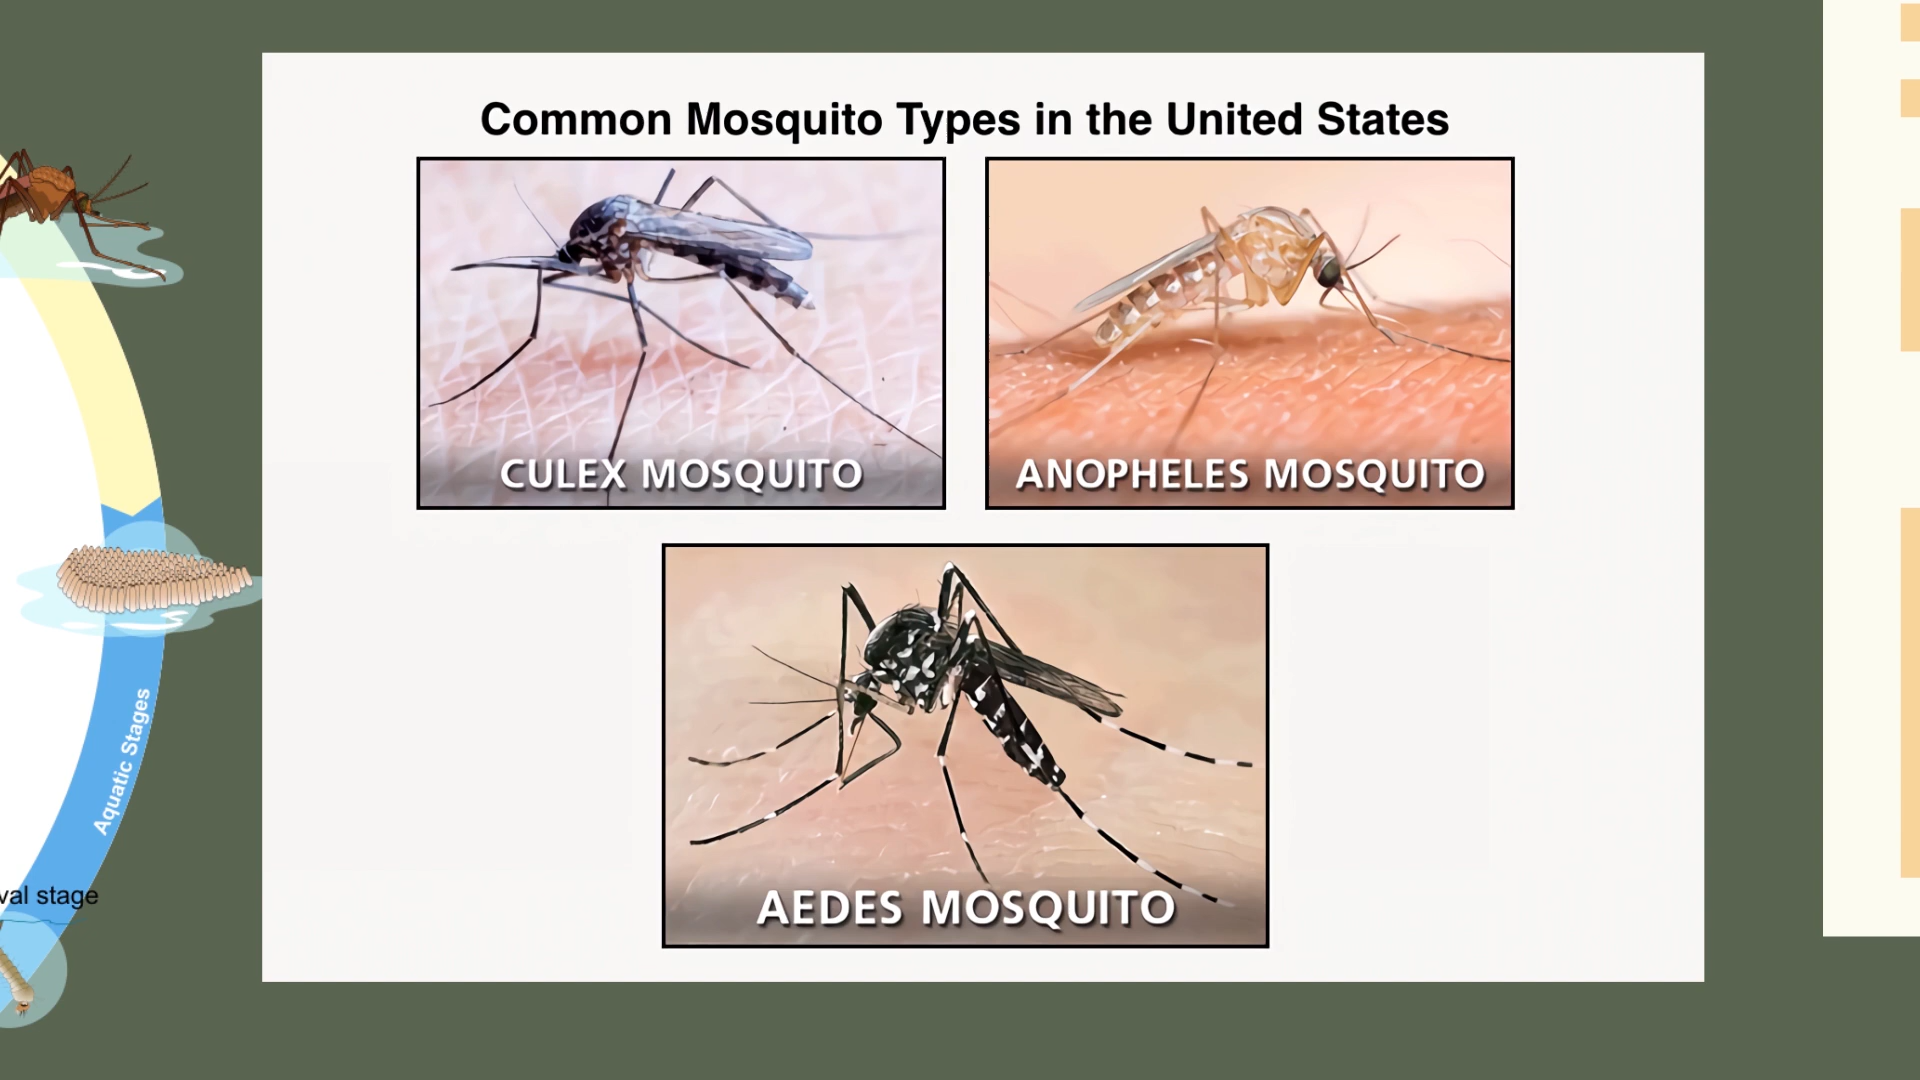 Common Mosquito Types in the United States
CULEX MOSQUITO
ANOPHELES MOSQUITO
AEDES MOSQUITO
Aquatic Stages
val stage